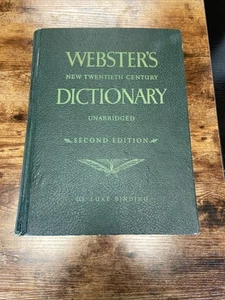 WEBSTER'S
NEW TWENTIETH CENTURY
DICTIONARY
UNABRIDGED
SECOND EDITION
DE LUXE BINDING